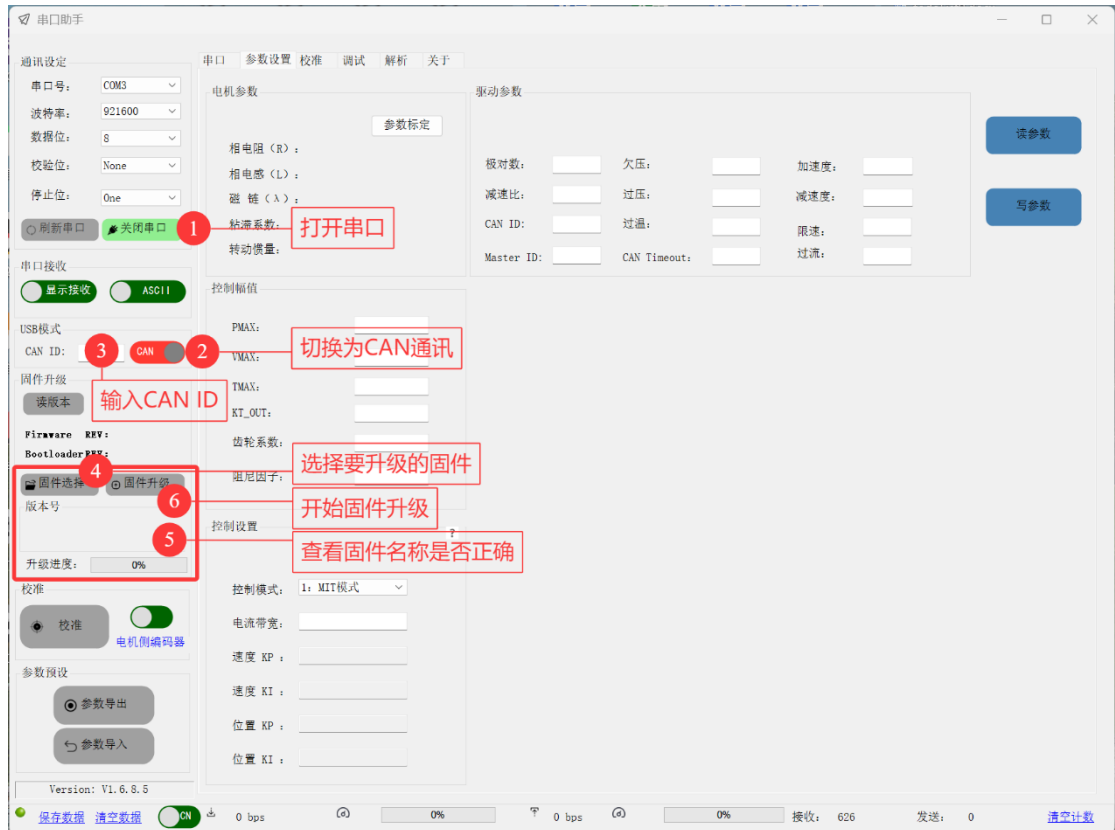 串口助手
通讯设定
串口号： COM3
波特率： 921600
数据位： 8
校验位： None
停止位： One
刷新串口 关闭串口
1 打开串口
串口接收
显示接收 ASCII
USB模式
CAN ID: 3 CAN 2
切换为CAN通讯
输入CAN ID
固件升级
读版本
Firmware REV:
Bootloader REV:
4 选择要升级的固件
固件选择 固件升级
6 开始固件升级
版本号
5 查看固件名称是否正确
升级进度： 0%
校准
校准
电机侧编码器
参数预设
参数导出
参数导入
Version: V1.6.8.5
串口 参数设置 校准 调试 解析 关于
电机参数
参数标定
相电阻（R）：
相电感（L）：
磁 链（λ）：
粘滞系数：
转动惯量：
驱动参数
极对数： 欠压： 加速度：
减速比： 过压： 减速度：
CAN ID: 过温： 限速：
Master ID: CAN Timeout: 过流：
读参数
写参数
控制幅值
PMAX:
VMAX:
TMAX:
KT_OUT:
齿轮系数：
阻尼因子：
控制设置
?
控制模式： 1: MIT模式
电流带宽：
速度 KP ：
速度 KI ：
位置 KP ：
位置 KI ：
保存数据 清空数据 CN 0 bps 0% 0 bps 0% 接收： 626 发送： 0 清空计数